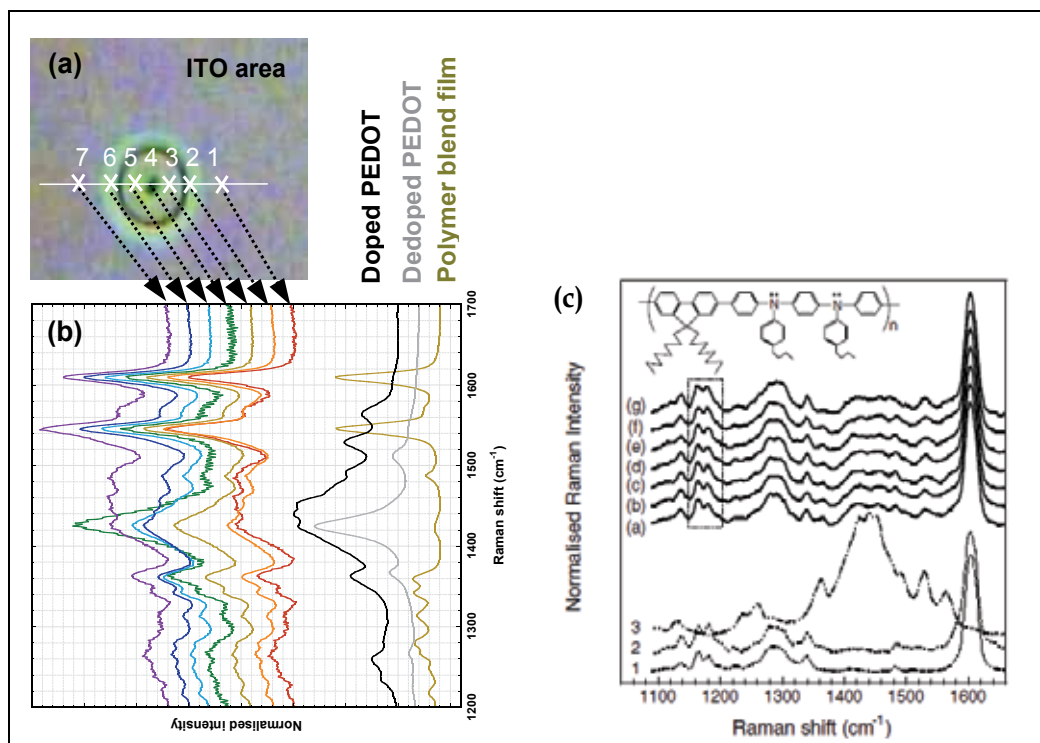 (a)
ITO area
7 6 5 4 3 2 1
Doped PEDOT
Dedoped PEDOT
Polymer blend film
(b)
1700
1600
1500
1400
1300
1200
Raman shift (cm⁻¹)
Normalised intensity
(c)
N
N
n
(g)
(f)
(e)
(d)
(c)
(b)
(a)
3
2
1
Normalised Raman Intensity
1100 1200 1300 1400 1500 1600
Raman shift (cm⁻¹)